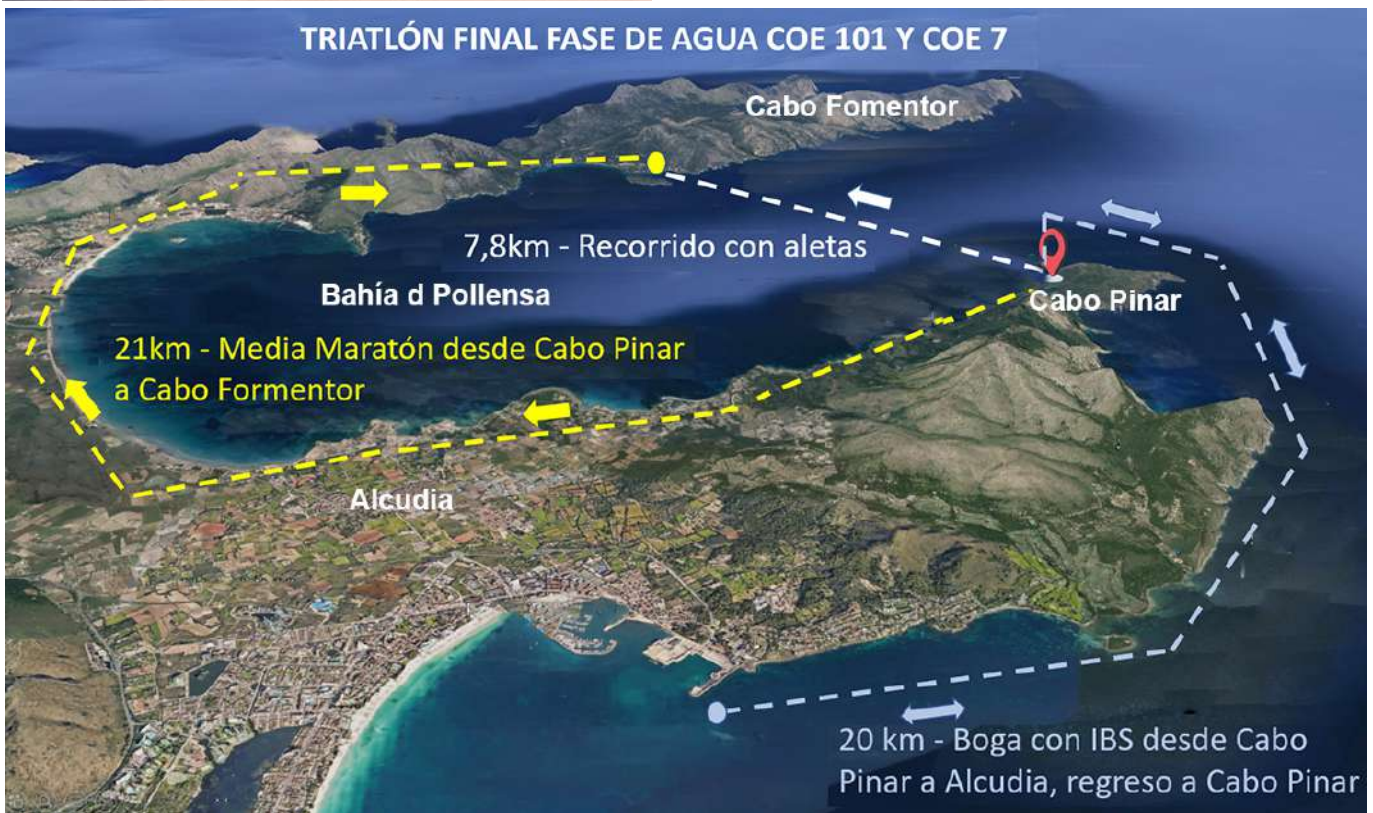 TRIATLÓN FINAL FASE DE AGUA COE 101 Y COE 7
Cabo Fomentor
7,8km - Recorrido con aletas
Bahía d Pollensa
Cabo Pinar
21km - Media Maratón desde Cabo Pinar
a Cabo Formentor
Alcudia
20 km - Boga con IBS desde Cabo
Pinar a Alcudia, regreso a Cabo Pinar